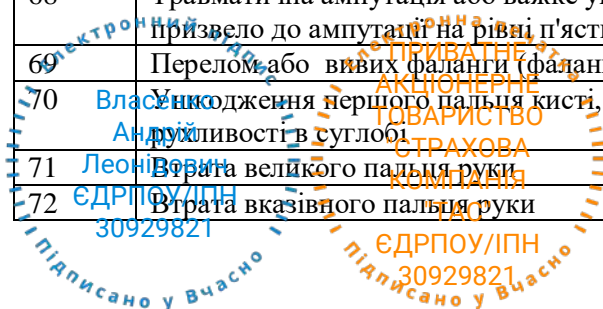 призвело до ампутації на рівні п'ясті
69 Перелом або вивих фаланги (фаланг
70 Ушкодження першого пальця кисті,
рухливості в суглобі
71 Втрата великого пальця руки
72 Втрата вказівного пальця руки
Електронний підпис
Власенко
Андрій
Леонідович
ЄДРПОУ/ІПН
30929821
Підписано у Вчасно
Електронна печатка
ПРИВАТНЕ
АКЦІОНЕРНЕ
ТОВАРИСТВО
"СТРАХОВА
КОМПАНІЯ
"ТАС"
ЄДРПОУ/ІПН
30929821
Підписано у Вчасно